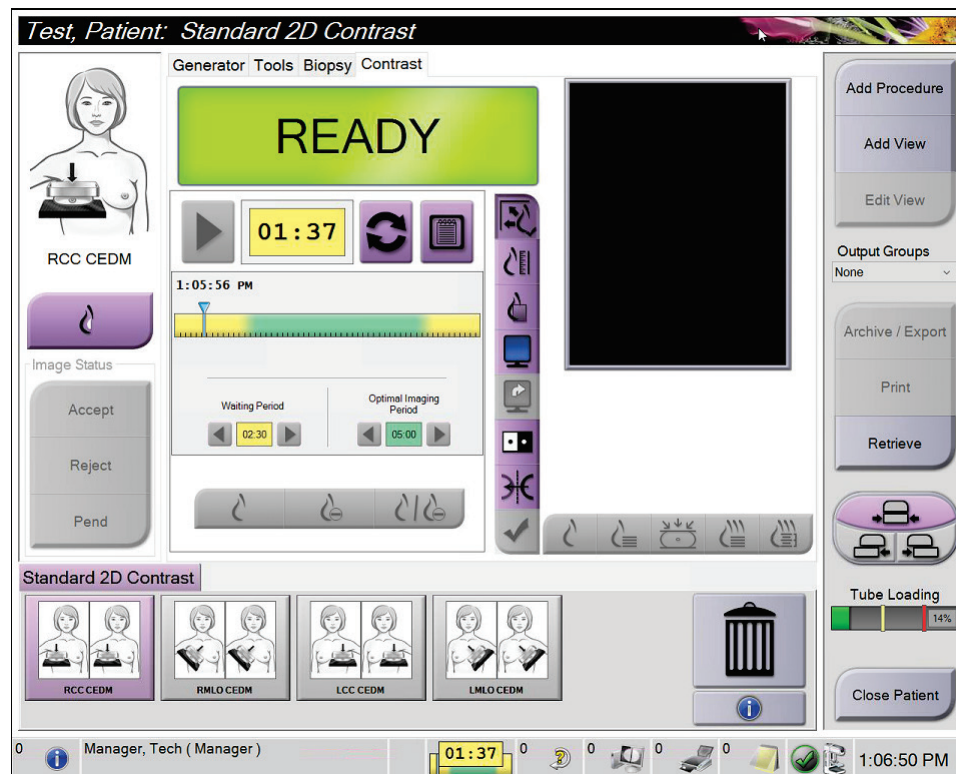 Test, Patient: Standard 2D Contrast
Generator Tools Biopsy Contrast
READY
RCC CEDM
01:37
1:05:56 PM
Waiting Period
02:30
Optimal Imaging
Period
05:00
Image Status
Accept
Reject
Pend
Add Procedure
Add View
Edit View
Output Groups
None
Archive / Export
Print
Retrieve
Tube Loading
14%
Close Patient
Standard 2D Contrast
RCC CEDM
RMLO CEDM
LCC CEDM
LMLO CEDM
0
Manager, Tech ( Manager )
01:37
0
0
0
0
1:06:50 PM